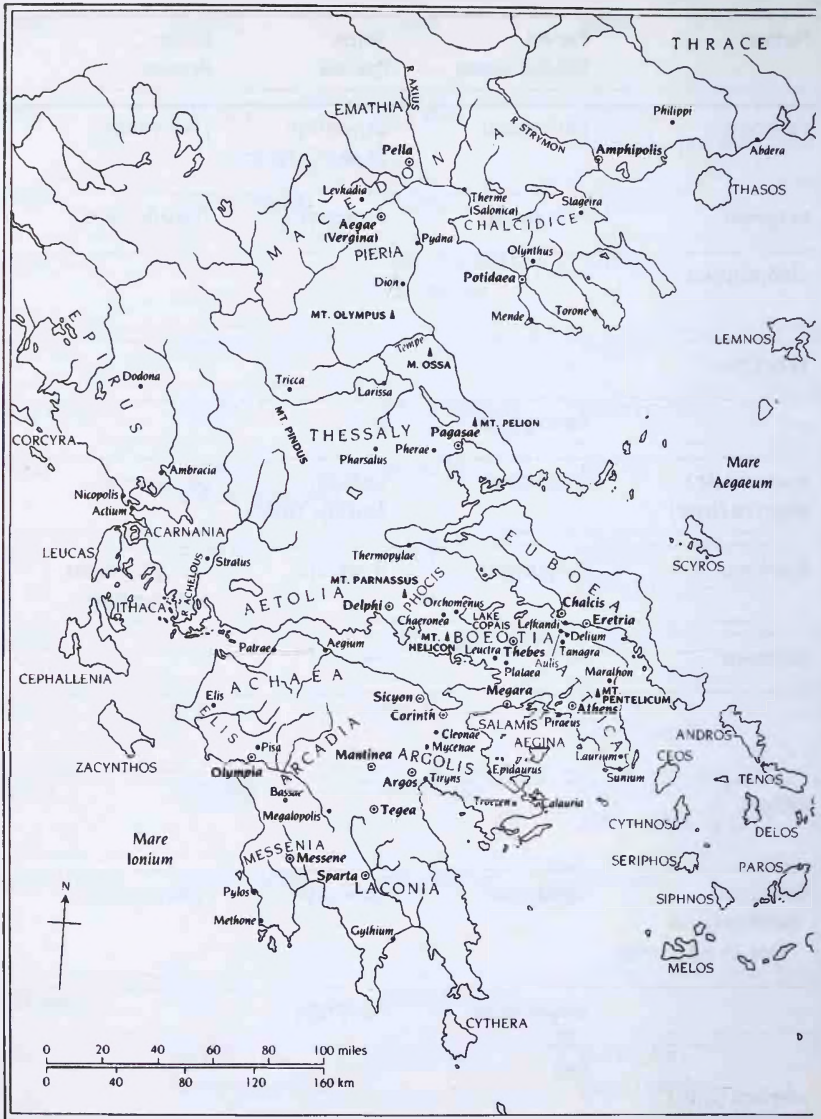 THRACE
R. AXIUS
EMATHIA
Philippi
R. STRYMON
Pella
Amphipolis
Abdera
MACEDONIA
Levkadia
Therme
(Salonica)
Stageira
THASOS
Aegae
(Vergina)
CHALCIDICE
Pydna
PIERIA
Olynthus
Dion
Potidaea
MT. OLYMPUS
Mende
Torone
EPIRUS
Tempe
LEMNOS
M. OSSA
Dodona
Tricca
Larissa
MT PINDUS
MT. PELION
THESSALY
Pagasae
CORCYRA
Pharsalus
Pherae
Mare
Aegaeum
Ambracia
Nicopolis
Actium
ACARNANIA
EUBOEA
LEUCAS
Thermopylae
SCYROS
R. ACHELOUS
Stratus
MT. PARNASSUS
PHOCIS
ITHACA
AETOLIA
Delphi
Orchomenus
Chalcis
Chaeronea
LAKE
COPAIS
Lefkandi
Eretria
MT.
HELICON
BOEOTIA
Delium
Patrae
Aegium
Leuctra
Thebes
Tanagra
CEPHALLENIA
Plataea
Aulis
ACHAEA
Marathon
Elis
Sicyon
Megara
MT.
PENTELICUM
ELIS
Corinth
SALAMIS
Athens
Piraeus
ATTICA
ANDROS
Pisa
Cleonae
AEGINA
CEOS
ZACYNTHOS
ARCADIA
Mantinea
Mycenae
Laurium
Olympia
ARGOLIS
Epidaurus
Sunium
TENOS
Argos
Tiryns
Bassae
Troezen
Calauria
Megalopolis
Tegea
CYTHNOS
DELOS
Mare
Ionium
MESSENIA
Messene
SERIPHOS
PAROS
Sparta
LACONIA
N
Pylos
SIPHNOS
Methone
Gythium
MELOS
CYTHERA
0 20 40 60 80 100 miles
0 40 80 120 160 km